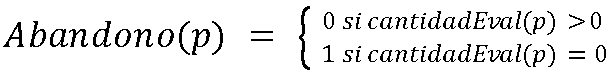 Abandono(p) = { 0 si cantidadEval(p) > 0
1 si cantidadEval(p) = 0